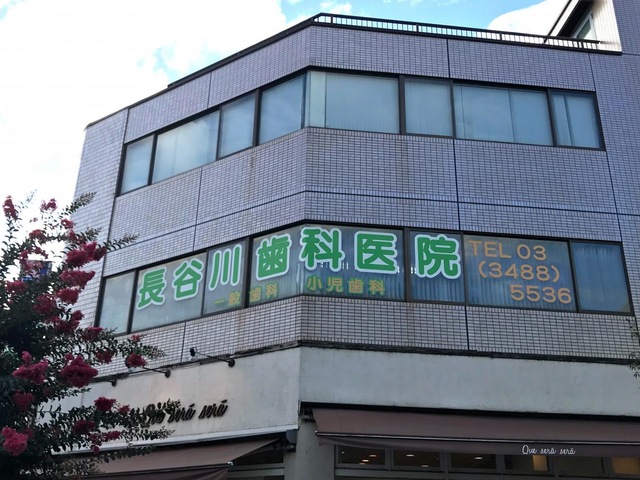 長谷川歯科医院
一般歯科 小児歯科
TEL 03
(3488)
5536
Que será será
Que será será